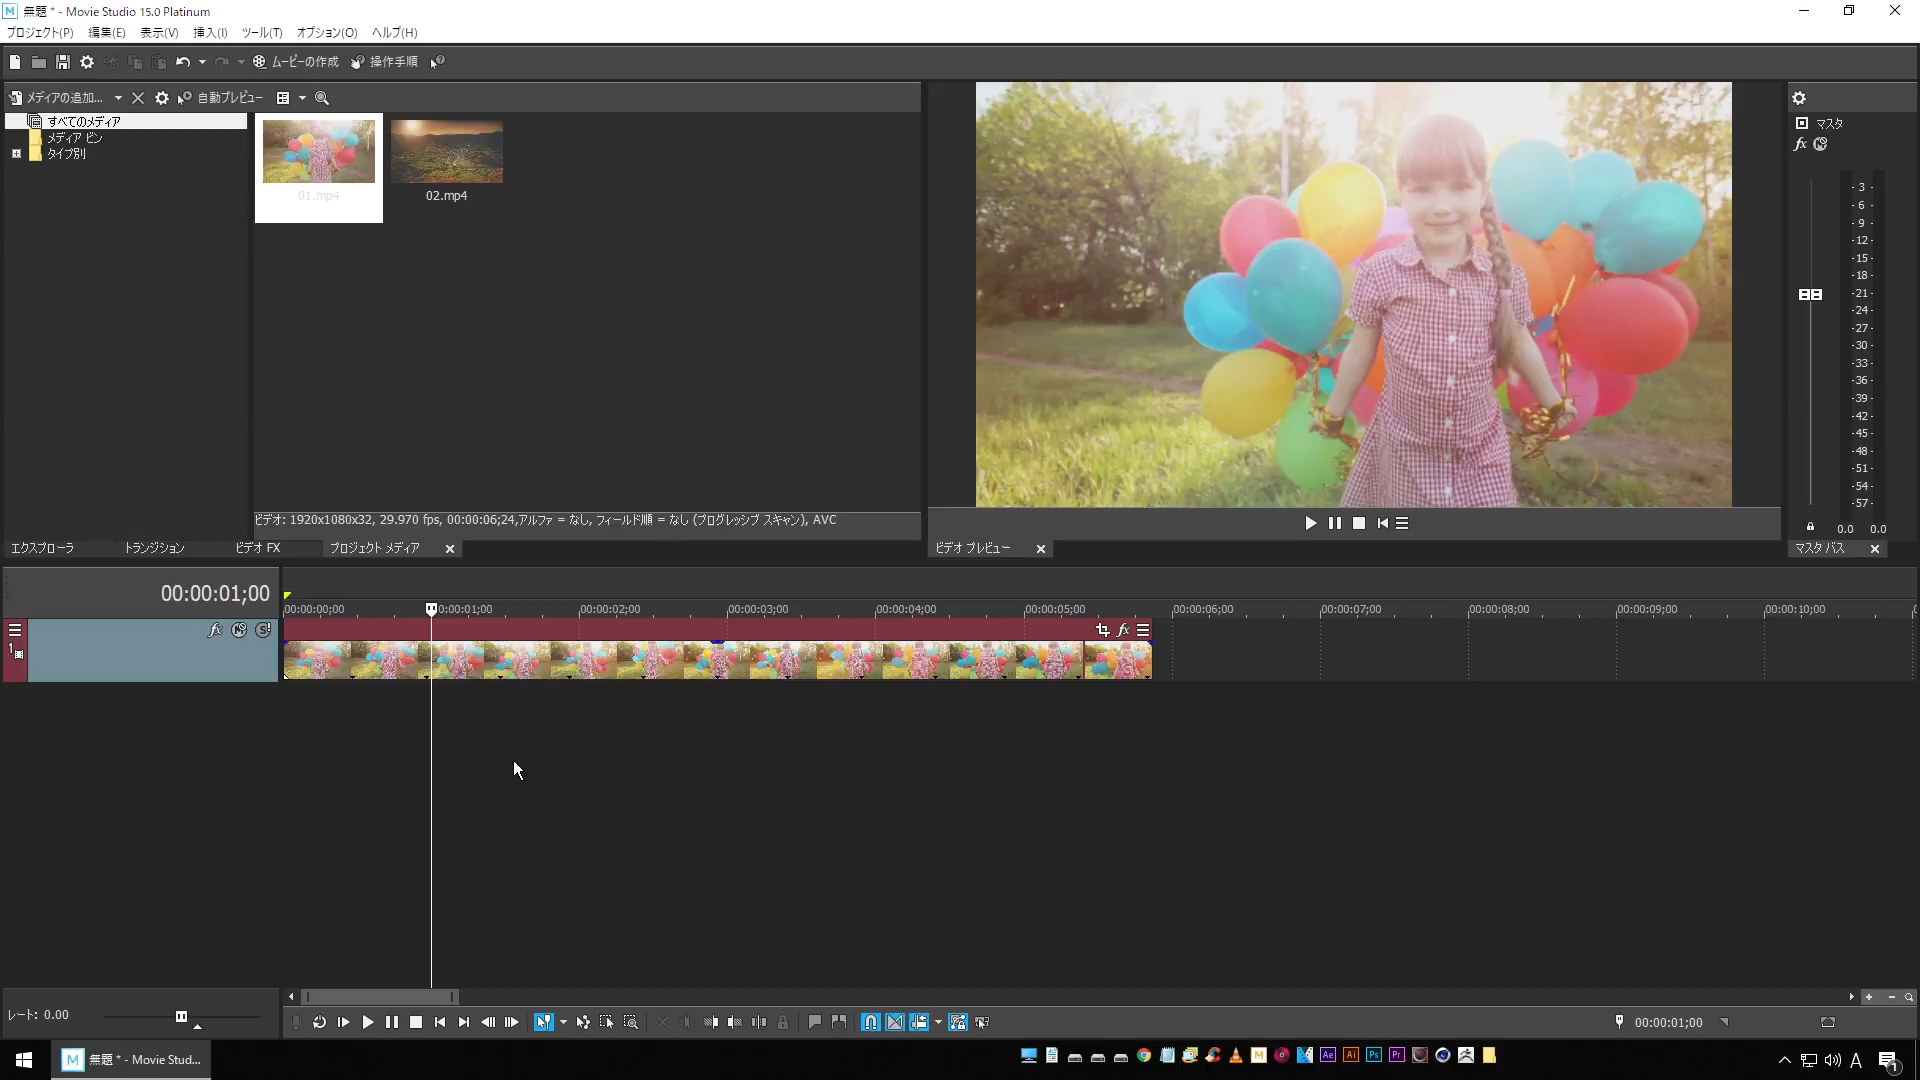 無題 * - Movie Studio 15.0 Platinum
プロジェクト(P) 編集(E) 表示(V) 挿入(I) ツール(T) オプション(O) ヘルプ(H)
ムービーの作成 操作手順
メディアの追加... 自動プレビュー
すべてのメディア
メディア ビン
タイプ別
01.mp4 02.mp4
ビデオ: 1920x1080x32, 29.970 fps, 00:00:06;24,アルファ = なし, フィールド順 = なし (プログレッシブ スキャン), AVC
エクスプローラ トランジション ビデオ FX プロジェクト メディア
ビデオ プレビュー
マスタ
fx
- 3 -
- 6 -
- 9 -
-12-
-15-
-18-
-21-
-24-
-27-
-30-
-33-
-36-
-39-
-42-
-45-
-48-
-51-
-54-
-57-
0.0 0.0
マスタ バス
00:00:01;00
00:00:00;00 00:00:01;00 00:00:02;00 00:00:03;00 00:00:04;00 00:00:05;00 00:00:06;00 00:00:07;00 00:00:08;00 00:00:09;00 00:00:10;00
fx
1
fx
レート: 0.00
00:00:01;00
無題 * - Movie Stud...
Ae Ai Ps Pr
A
1